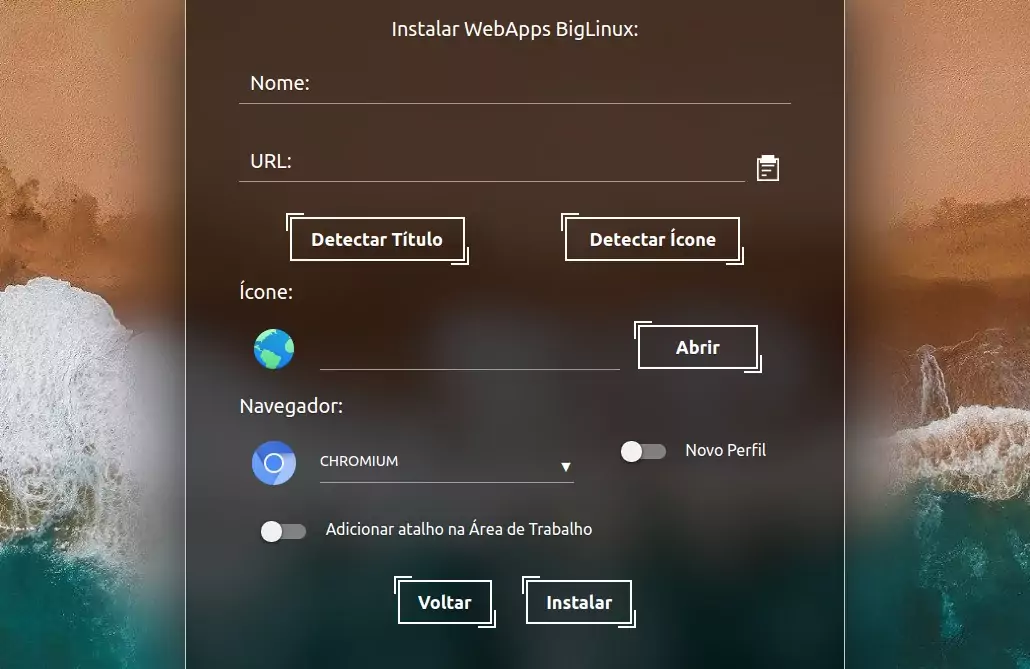 Instalar WebApps BigLinux:
Nome:
URL:
Detectar Título
Detectar Ícone
Ícone:
Abrir
Navegador:
CHROMIUM
Novo Perfil
Adicionar atalho na Área de Trabalho
Voltar
Instalar